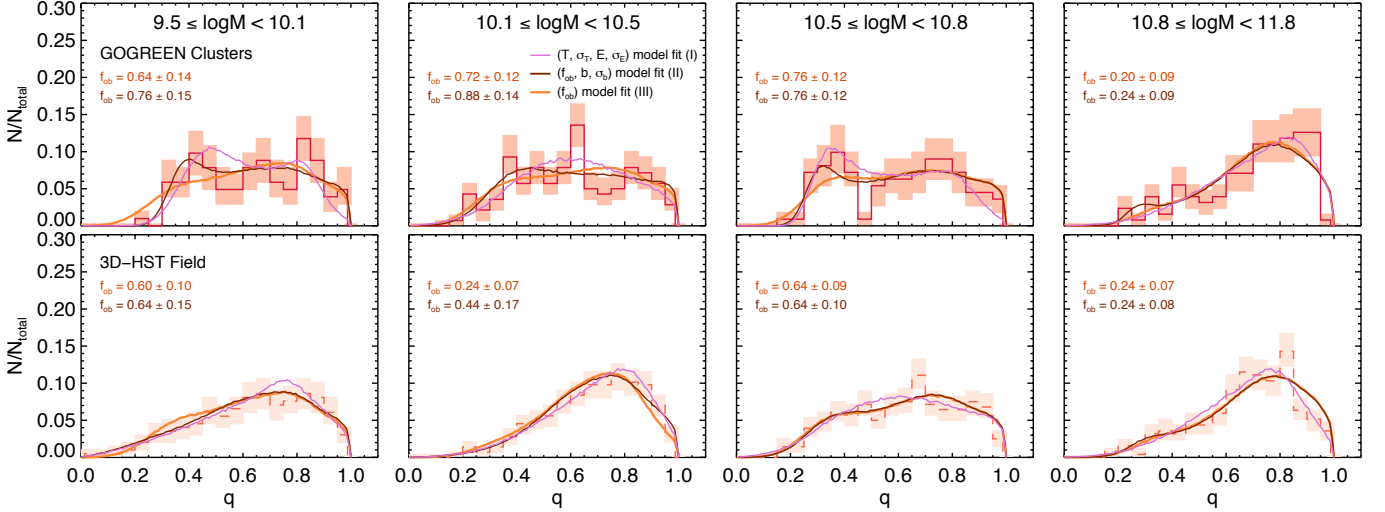 9.5 ≤ logM < 10.1
10.1 ≤ logM < 10.5
10.5 ≤ logM < 10.8
10.8 ≤ logM < 11.8
N/N_total
0.30
0.25
0.20
0.15
0.10
0.05
0.00
GOGREEN Clusters
f_ob = 0.64 ± 0.14
f_ob = 0.76 ± 0.15
f_ob = 0.72 ± 0.12
f_ob = 0.88 ± 0.14
(T, σ_T, E, σ_E) model fit (I)
(f_ob, b, σ_b) model fit (II)
(f_ob) model fit (III)
f_ob = 0.76 ± 0.12
f_ob = 0.76 ± 0.12
f_ob = 0.20 ± 0.09
f_ob = 0.24 ± 0.09
N/N_total
0.30
0.25
0.20
0.15
0.10
0.05
0.00
3D−HST Field
f_ob = 0.60 ± 0.10
f_ob = 0.64 ± 0.15
f_ob = 0.24 ± 0.07
f_ob = 0.44 ± 0.17
f_ob = 0.64 ± 0.09
f_ob = 0.64 ± 0.10
f_ob = 0.24 ± 0.07
f_ob = 0.24 ± 0.08
0.0 0.2 0.4 0.6 0.8 1.0
0.0 0.2 0.4 0.6 0.8 1.0
0.0 0.2 0.4 0.6 0.8 1.0
0.0 0.2 0.4 0.6 0.8 1.0
q
q
q
q